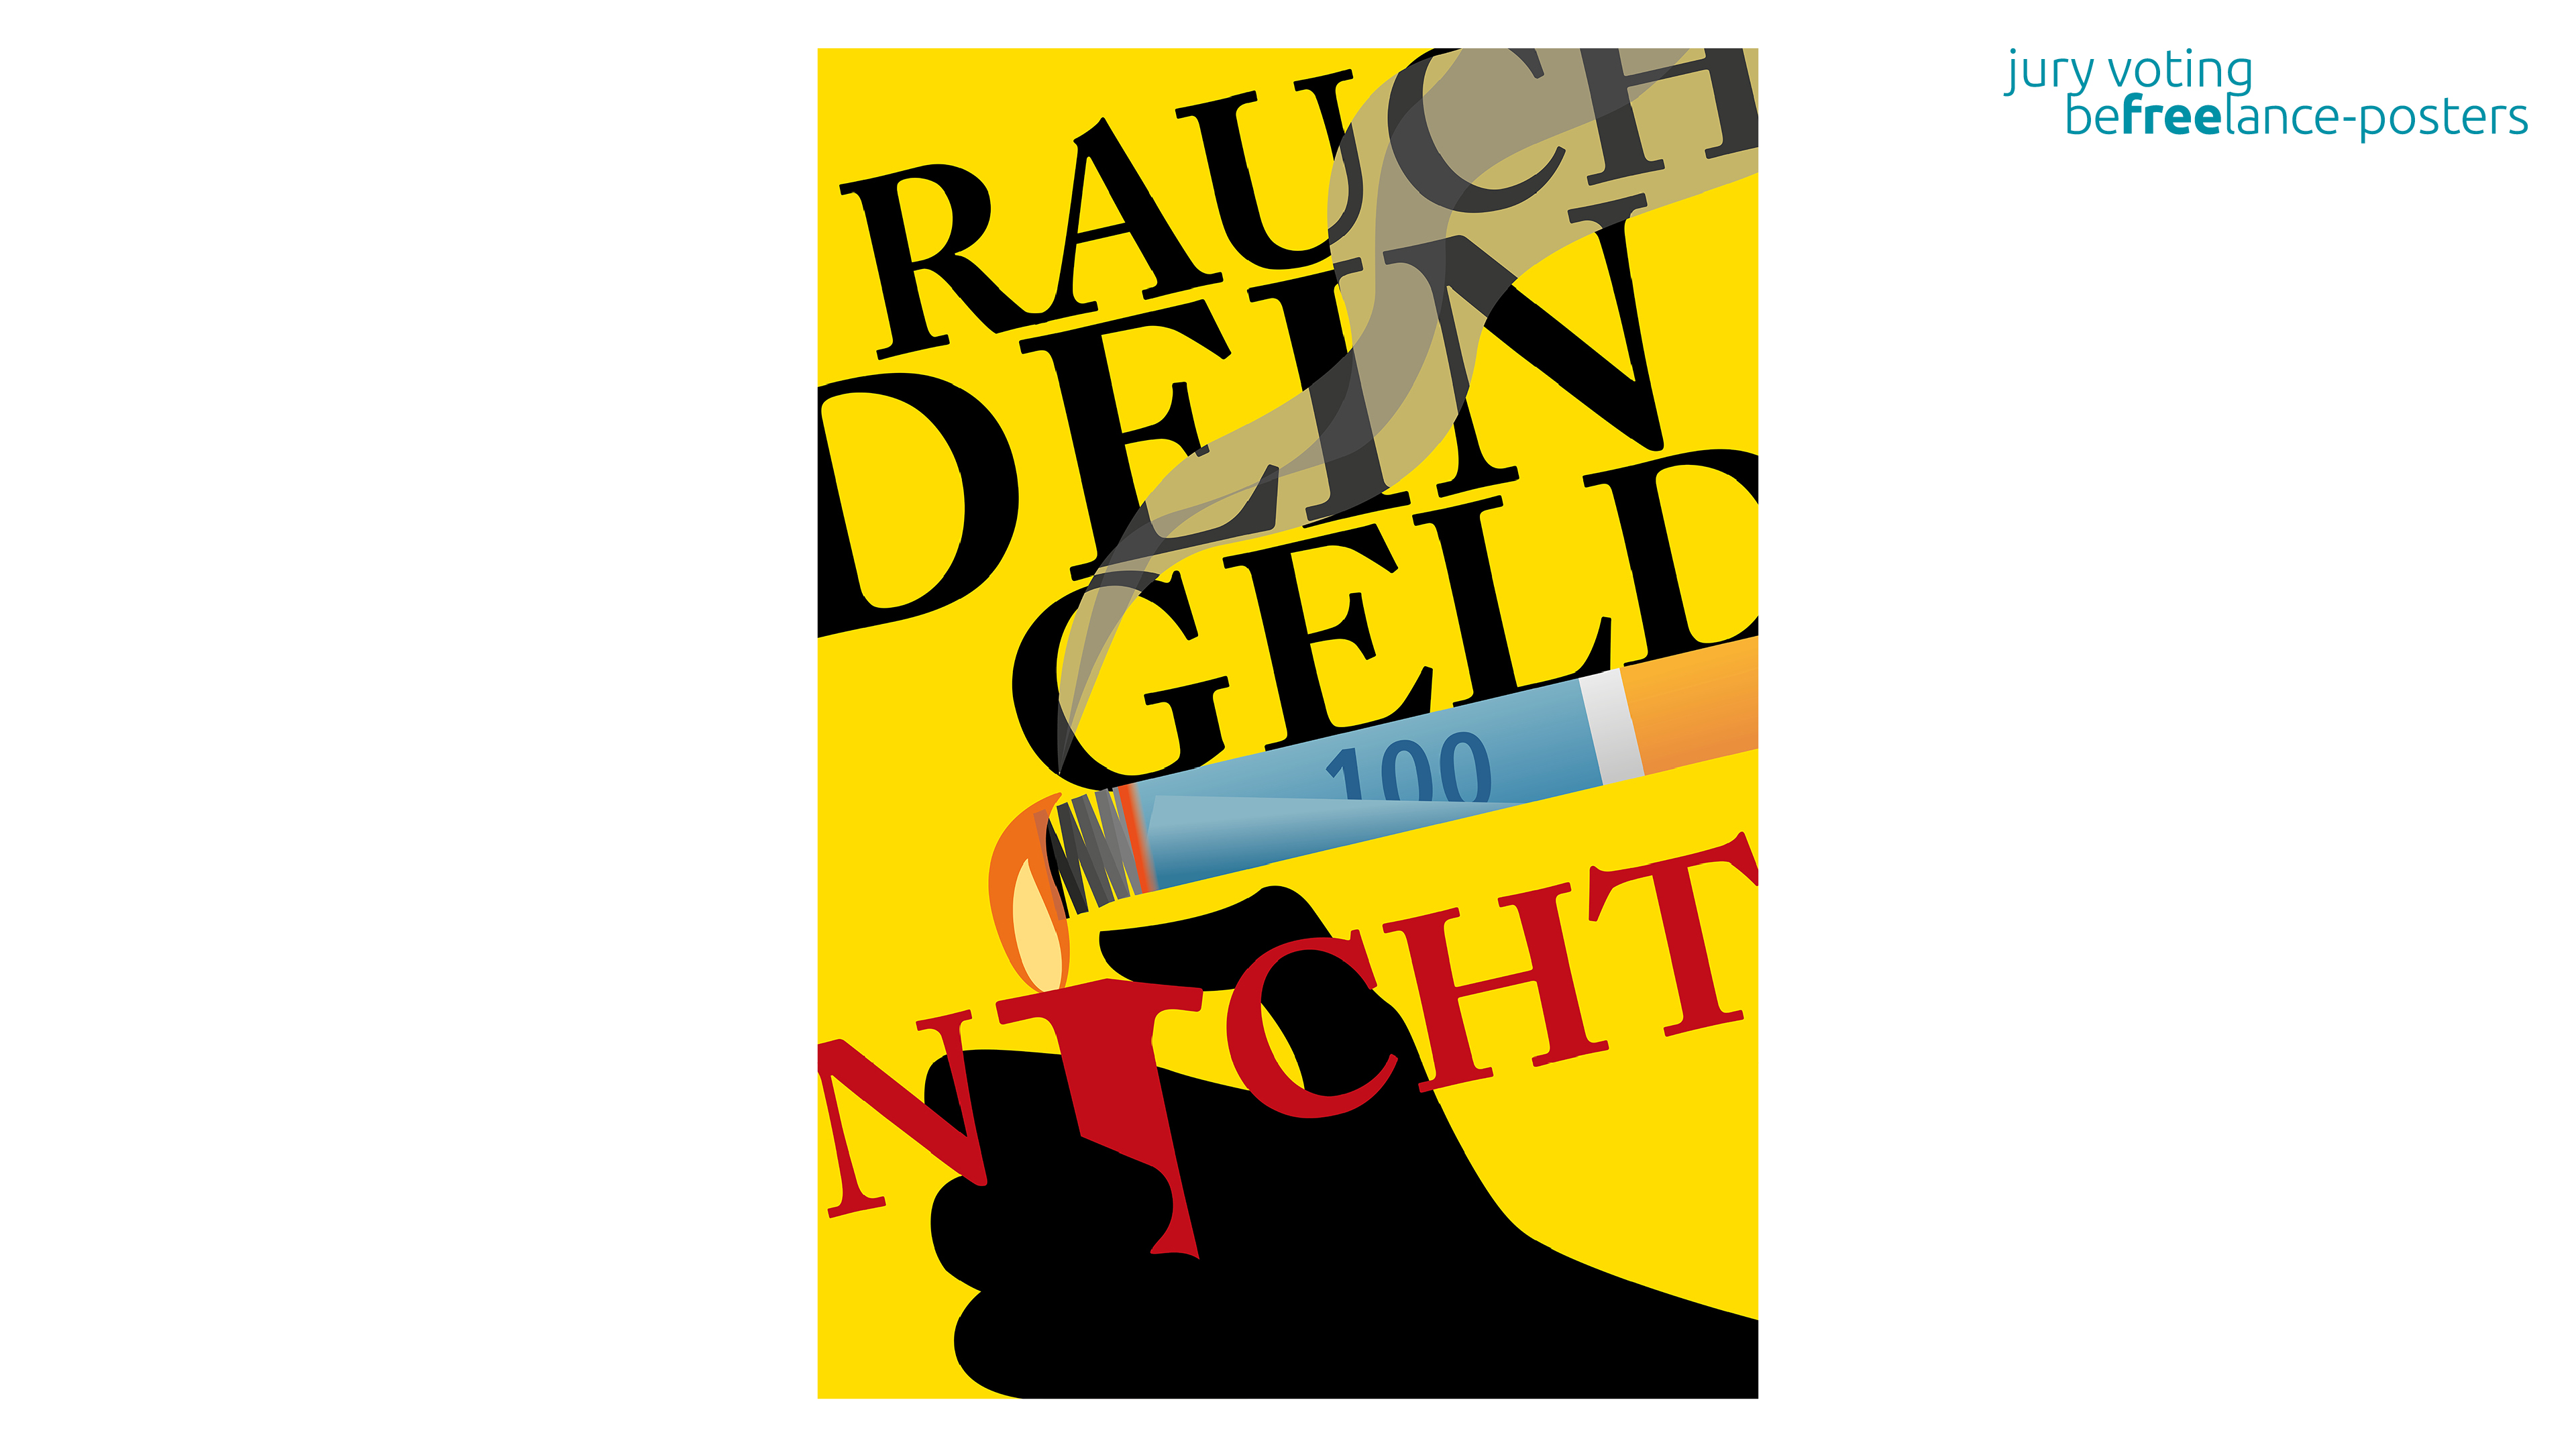 jury voting
befreelance-posters
RAUCH
DEIN
GELD
100
NICHT